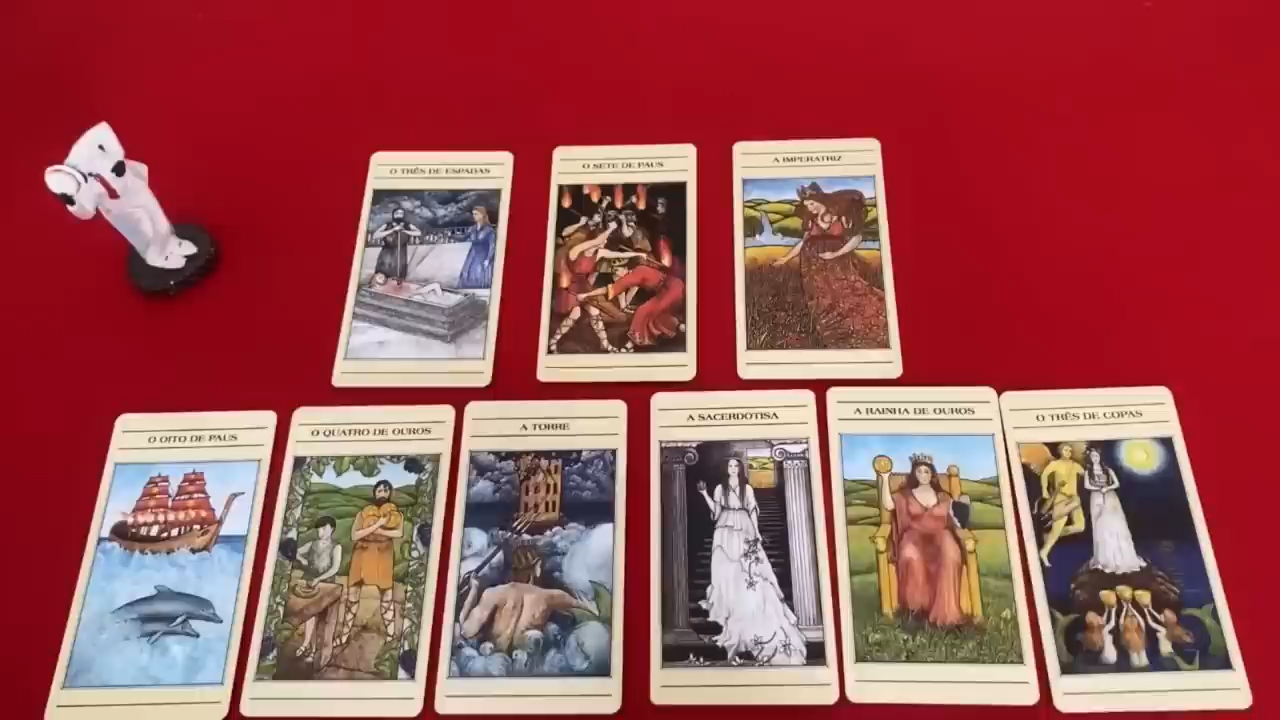 O TRÊS DE ESPADAS
O SETE DE PAUS
A IMPERATRIZ
O OITO DE PAUS
O QUATRO DE OUROS
A TORRE
A SACERDOTISA
A RAINHA DE OUROS
O TRÊS DE COPAS